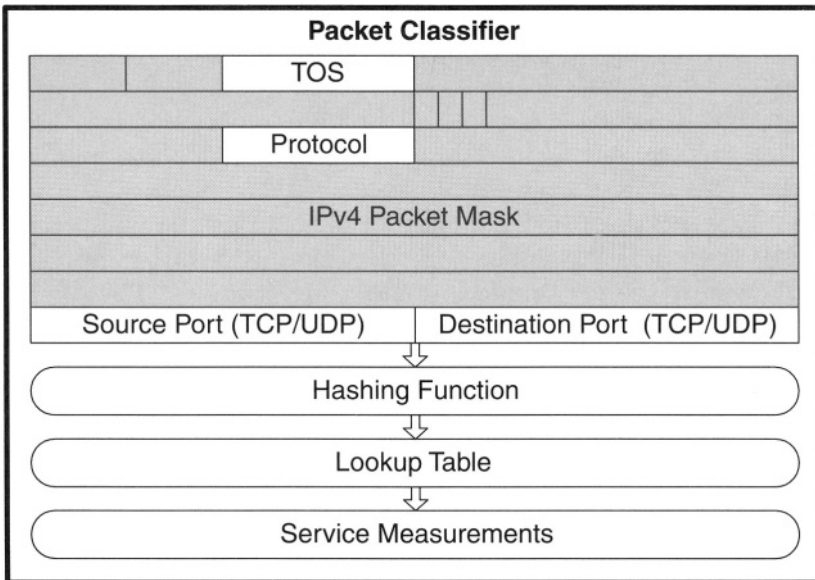 Packet Classifier
TOS
Protocol
IPv4 Packet Mask
Source Port (TCP/UDP) Destination Port (TCP/UDP)
Hashing Function
Lookup Table
Service Measurements